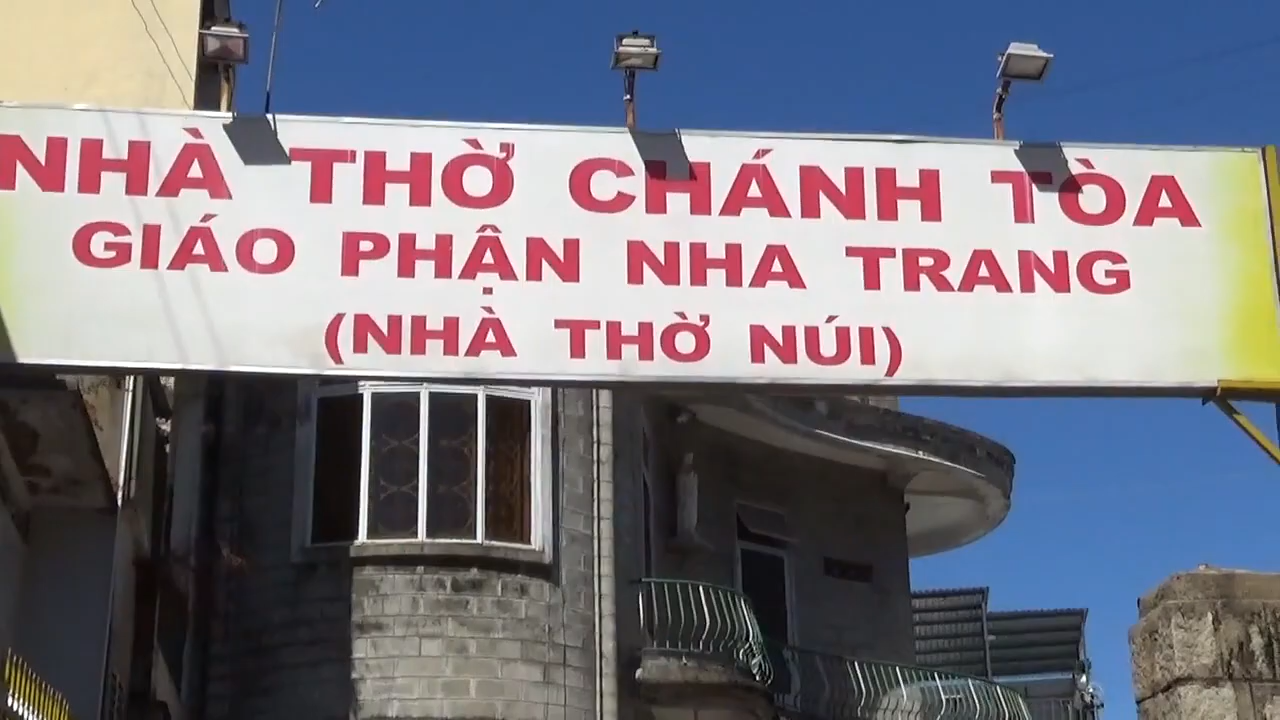 NHÀ THỜ CHÁNH TÒA
GIÁO PHẬN NHA TRANG
(NHÀ THỜ NÚI)